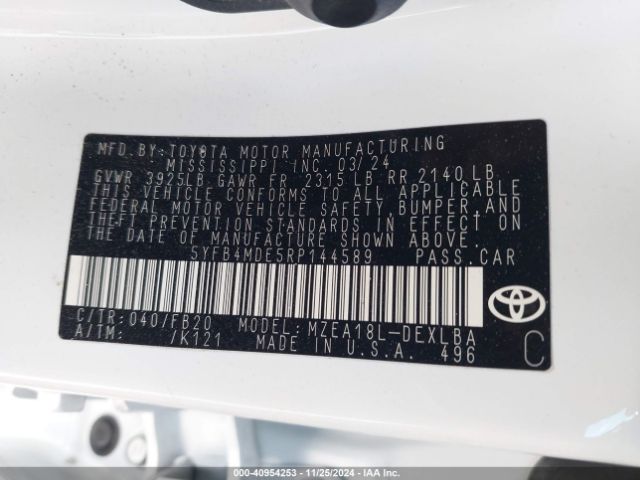 MFD. BY: TOYOTA MOTOR MANUFACTURING
MISSISSIPPI INC. 03/24
GVWR 3925LB GAWR FR 2315 LB RR 2140 LB
THIS VEHICLE CONFORMS TO ALL APPLICABLE
FEDERAL MOTOR VEHICLE SAFETY, BUMPER, AND
THEFT PREVENTION STANDARDS IN EFFECT ON
THE DATE OF MANUFACTURE SHOWN ABOVE.
5YFB4MDE5RP144589 PASS.CAR
C/TR: 040/FB20 MODEL: MZEA18L-DEXLBA
A/TM: /K121 MADE IN U.S.A. 496
C
000-40954253 - 11/25/2024 - IAA Inc.